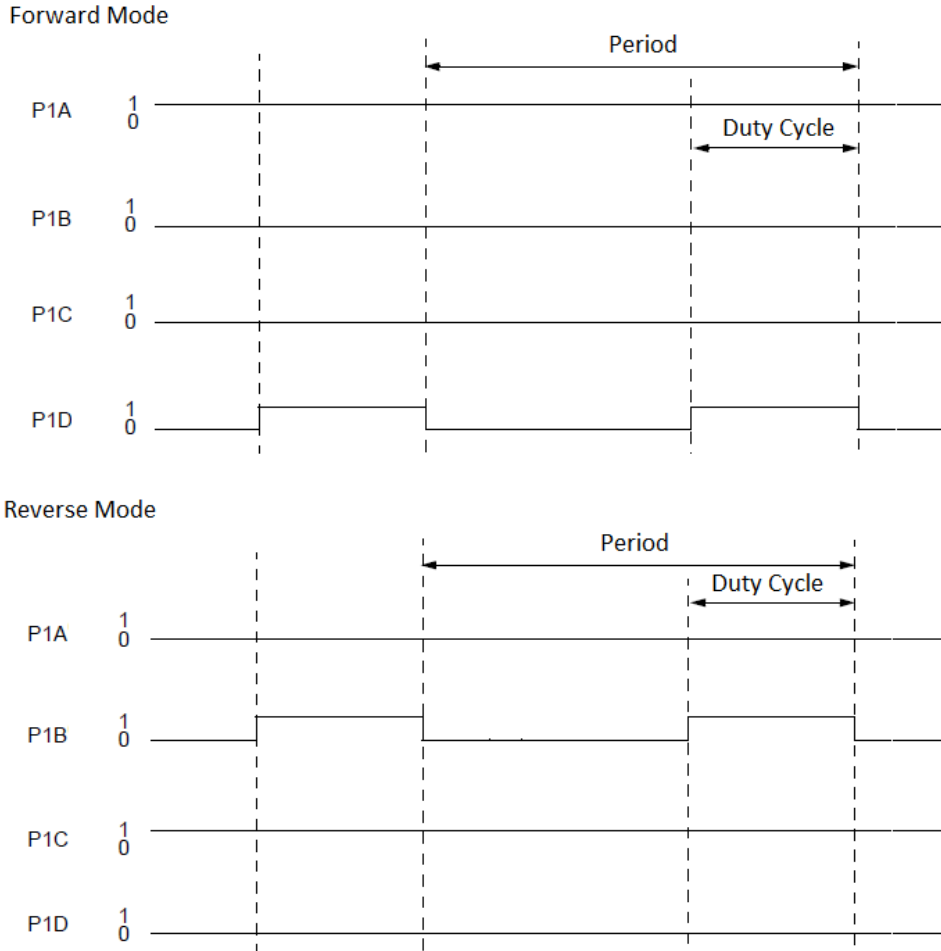 Forward Mode
Period
P1A 1
0
Duty Cycle
P1B 1
0
P1C 1
0
P1D 1
0
Reverse Mode
Period
Duty Cycle
P1A 1
0
P1B 1
0
P1C 1
0
P1D 1
0